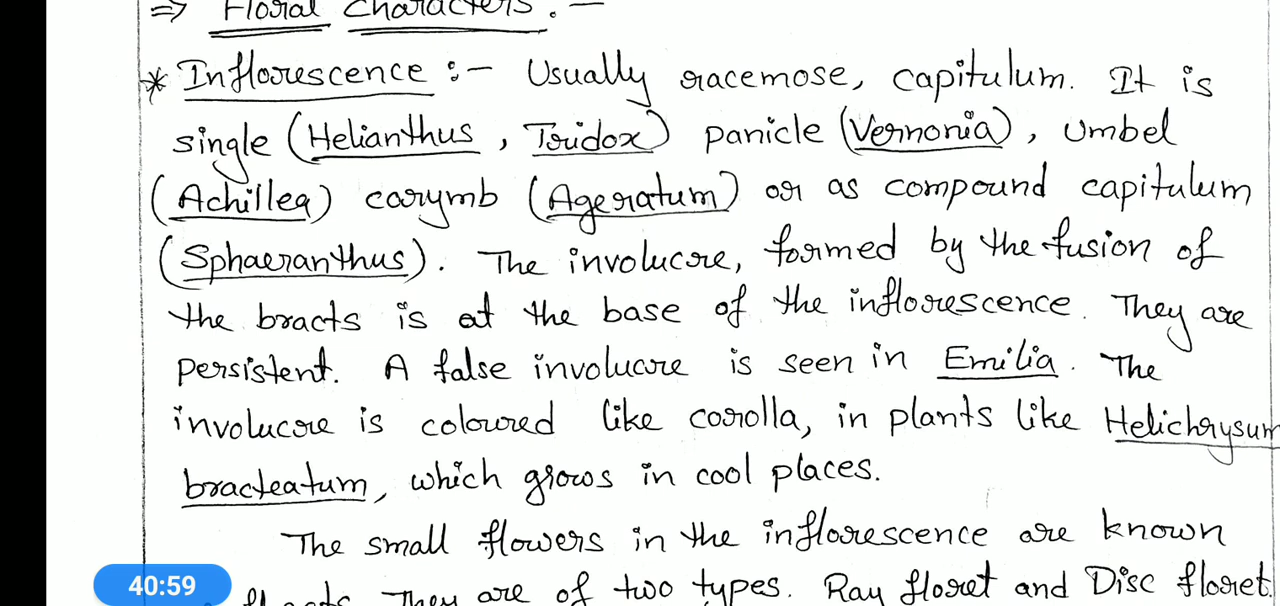 ⇒ Floral Characters :-
* Inflorescence :- Usually racemose, capitulum. It is
single (Helianthus, Tridox) panicle (Vernonia), Umbel
(Achillea) carymb (Ageratum) or as compound capitulum
(Sphaeranthus). The involucre, formed by the fusion of
the bracts is at the base of the inflorescence. They are
persistent. A false involucre is seen in Emilia. The
involucre is coloured like corolla, in plants like Helichrysum
bracteatum, which grows in cool places.
The small flowers in the inflorescence are known
They are of two types. Ray floret and Disc floret.
40:59